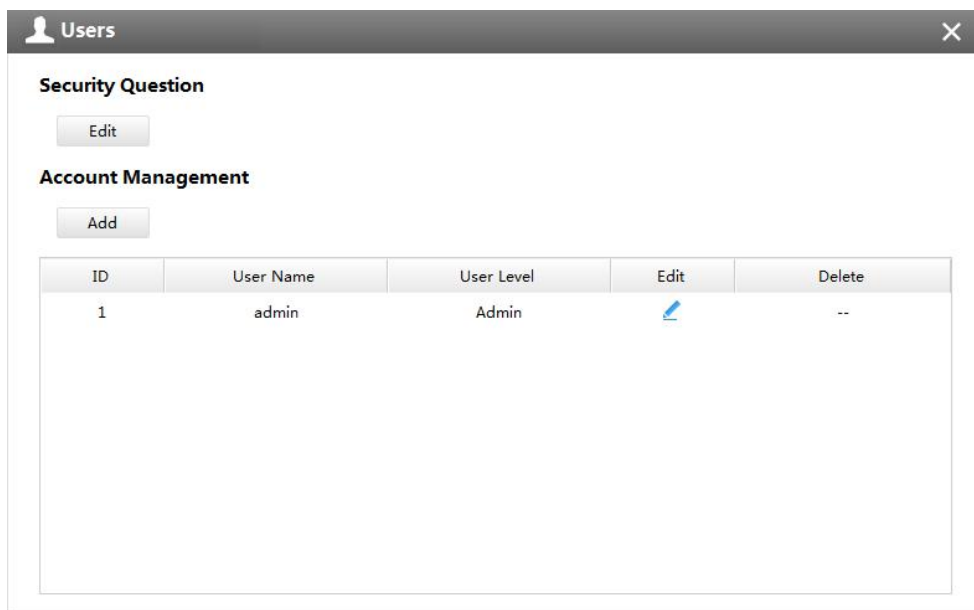 Users
Security Question
Edit
Account Management
Add
ID User Name User Level Edit Delete
1 admin Admin --